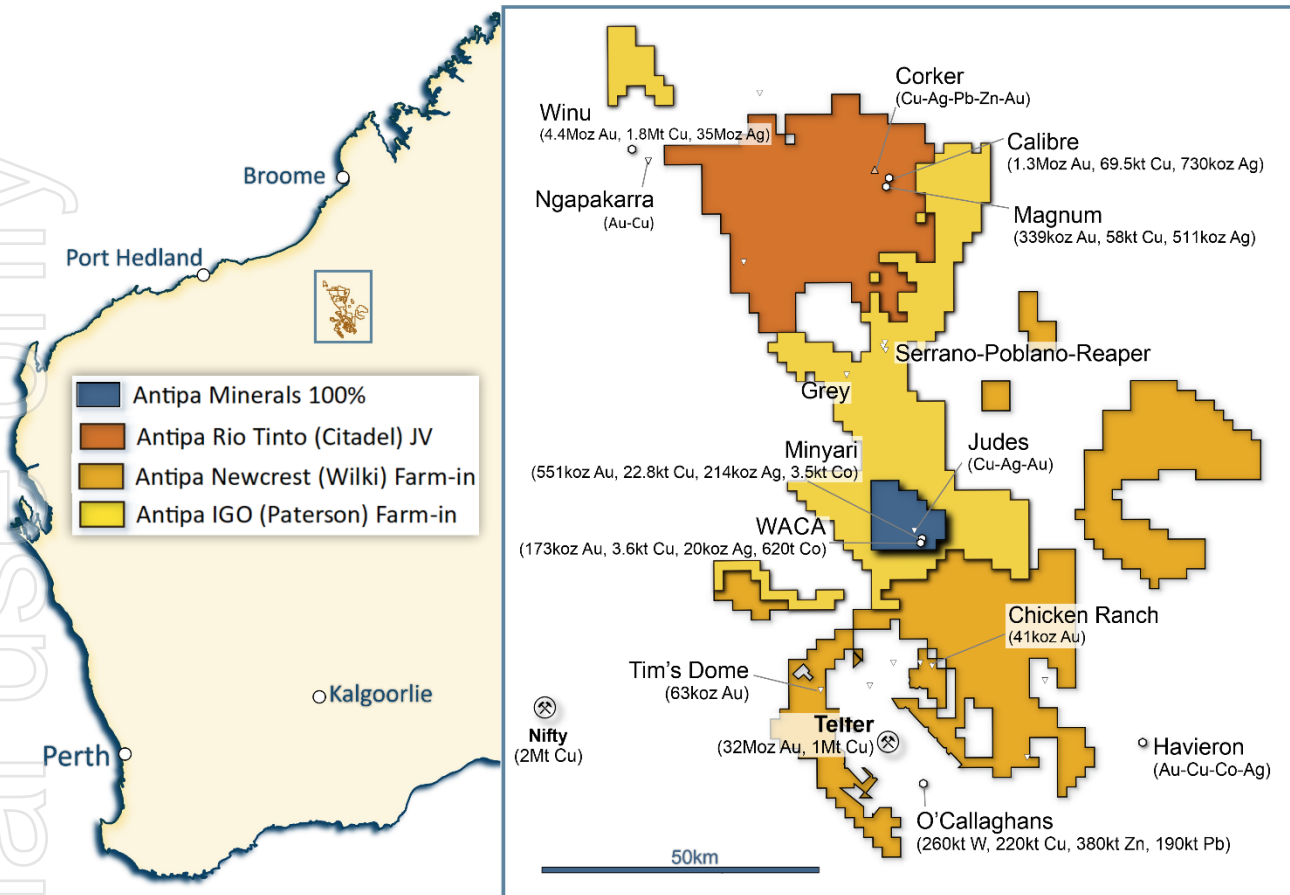 Broome
Port Hedland
Antipa Minerals 100%
Antipa Rio Tinto (Citadel) JV
Antipa Newcrest (Wilki) Farm-in
Antipa IGO (Paterson) Farm-in
Kalgoorlie
Perth
Corker
(Cu-Ag-Pb-Zn-Au)
Winu
(4.4Moz Au, 1.8Mt Cu, 35Moz Ag)
Calibre
(1.3Moz Au, 69.5kt Cu, 730koz Ag)
Ngapakarra
(Au-Cu)
Magnum
(339koz Au, 58kt Cu, 511koz Ag)
Serrano-Poblano-Reaper
Grey
Minyari
(551koz Au, 22.8kt Cu, 214koz Ag, 3.5kt Co)
Judes
(Cu-Ag-Au)
WACA
(173koz Au, 3.6kt Cu, 20koz Ag, 620t Co)
Chicken Ranch
(41koz Au)
Tim's Dome
(63koz Au)
Nifty
(2Mt Cu)
Telfer
(32Moz Au, 1Mt Cu)
Havieron
(Au-Cu-Co-Ag)
O'Callaghans
(260kt W, 220kt Cu, 380kt Zn, 190kt Pb)
50km